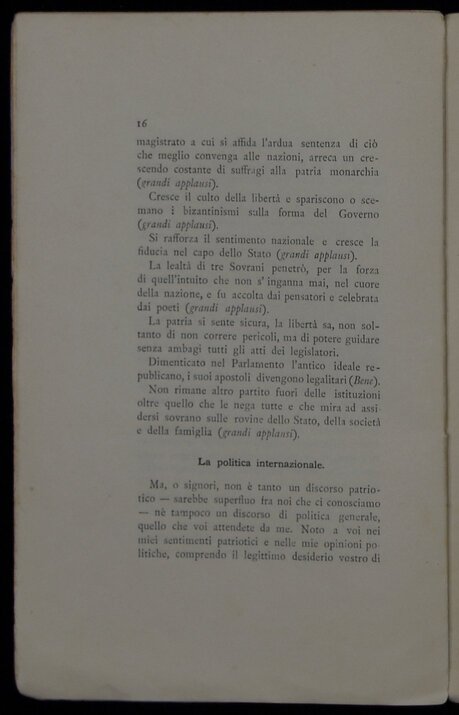 16
magistrato a cui si affida l'ardua sentenza di ciò
che meglio convenga alle nazioni, arreca un cre-
scendo costante di suffragi alla patria monarchia
(grandi applausi).
Cresce il culto della libertà e spariscono o sce-
mano i bizantinismi sulla forma del Governo
(grandi applausi).
Si rafforza il sentimento nazionale e cresce la
fiducia nel capo dello Stato (grandi applausi).
La lealtà di tre Sovrani penetrò, per la forza
di quell'intuito che non s'inganna mai, nel cuore
della nazione, e fu accolta dai pensatori e celebrata
dai poeti (grandi applausi).
La patria si sente sicura, la libertà sa, non sol-
tanto di non correre pericoli, ma di potere guidare
senza ambagi tutti gli atti dei legislatori.
Dimenticato nel Parlamento l'antico ideale re-
publicano, i suoi apostoli divengono legalitari (Bene).
Non rimane altro partito fuori delle istituzioni
oltre quello che le nega tutte e che mira ad assi-
dersi sovrano sulle rovine dello Stato, della società
e della famiglia (grandi applausi).
La politica internazionale.
Ma, o signori, non è tanto un discorso patrio-
tico — sarebbe superfluo fra noi che ci conosciamo
— nè tampoco un discorso di politica generale,
quello che voi attendete da me. Noto a voi nei
miei sentimenti patriotici e nelle mie opinioni po-
litiche, comprendo il legittimo desiderio vostro di